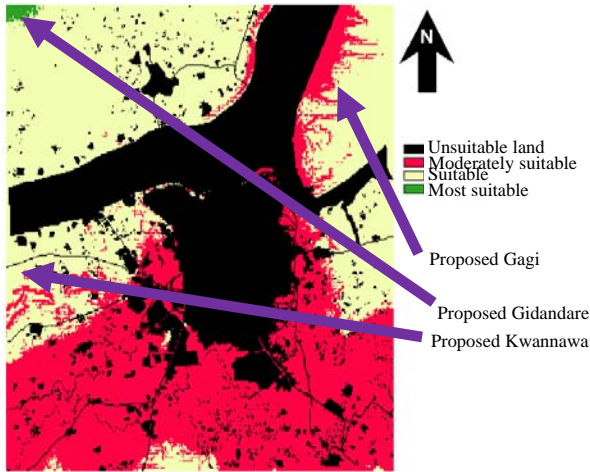 N
Unsuitable land
Moderately suitable
Suitable
Most suitable
Proposed Gagi
Proposed Gidandare
Proposed Kwannawa